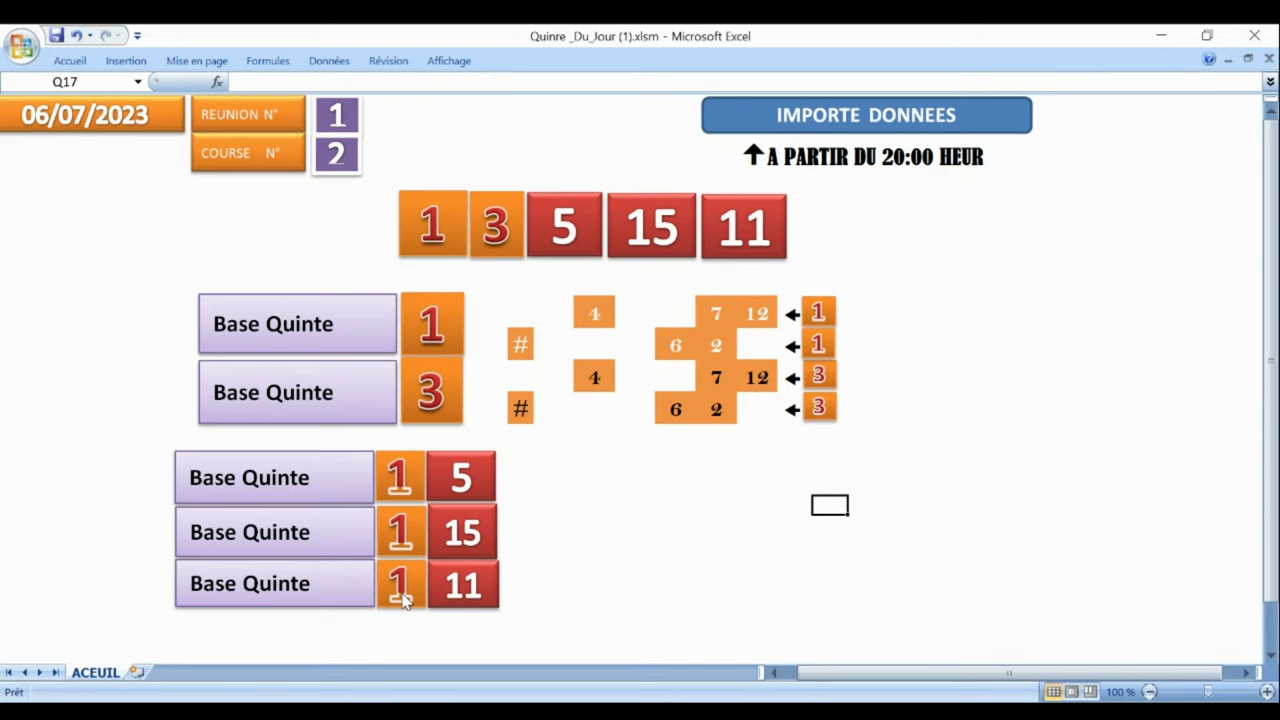 Quinre _Du_Jour (1).xlsm - Microsoft Excel
Accueil Insertion Mise en page Formules Données Révision Affichage
Q17 fx
06/07/2023 REUNION N° 1 IMPORTE DONNEES
COURSE N° 2 A PARTIR DU 20:00 HEUR
1 3 5 15 11
Base Quinte 1
4 7 12 1
# 6 2 1
Base Quinte 3
4 7 12 3
# 6 2 3
Base Quinte 1 5
Base Quinte 1 15
Base Quinte 1 11
ACEUIL
Prêt 100 %